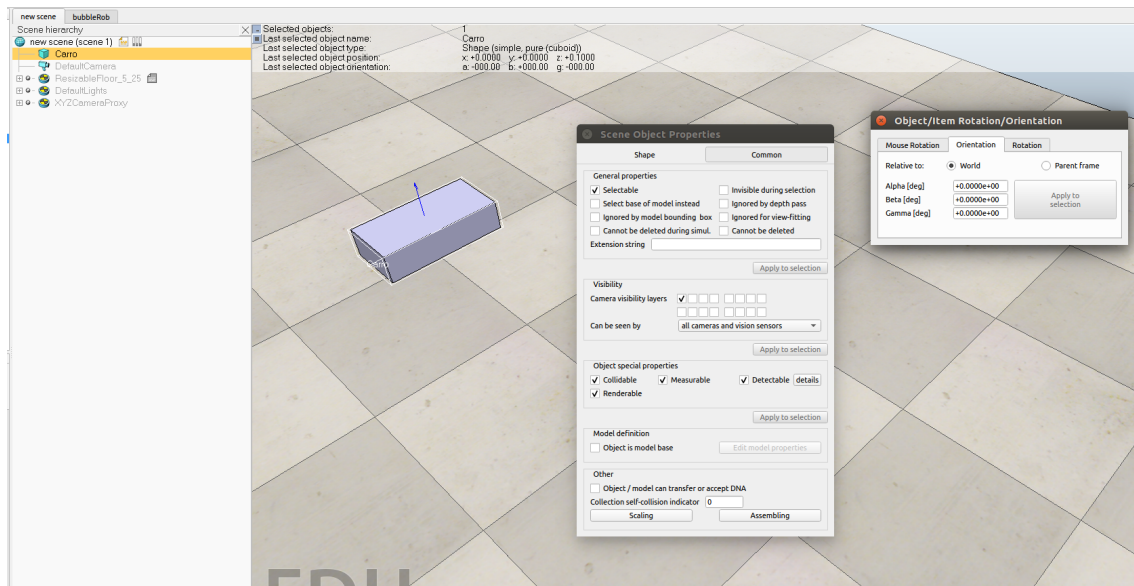 new scene
bubbleRob
Scene hierarchy
new scene (scene 1)
Carro
DefaultCamera
ResizableFloor_5_25
DefaultLights
XYZCameraProxy
Selected objects: 1
Last selected object name: Carro
Last selected object type: Shape (simple, pure (cuboid))
Last selected object position: x: +0.0000 y: +0.0000 z: +0.1000
Last selected object orientation: a: -000.00 b: +000.00 g: -000.00
Carro
EDU
Scene Object Properties
Shape Common
General properties
Selectable Invisible during selection
Select base of model instead Ignored by depth pass
Ignored by model bounding box Ignored for view-fitting
Cannot be deleted during simul. Cannot be deleted
Extension string
Apply to selection
Visibility
Camera visibility layers
Can be seen by all cameras and vision sensors
Apply to selection
Object special properties
Collidable Measurable Detectable details
Renderable
Apply to selection
Model definition
Object is model base Edit model properties
Other
Object / model can transfer or accept DNA
Collection self-collision indicator 0
Scaling Assembling
Object/Item Rotation/Orientation
Mouse Rotation Orientation Rotation
Relative to: World Parent frame
Alpha [deg] +0.0000e+00
Beta [deg] +0.0000e+00
Gamma [deg] +0.0000e+00
Apply to
selection